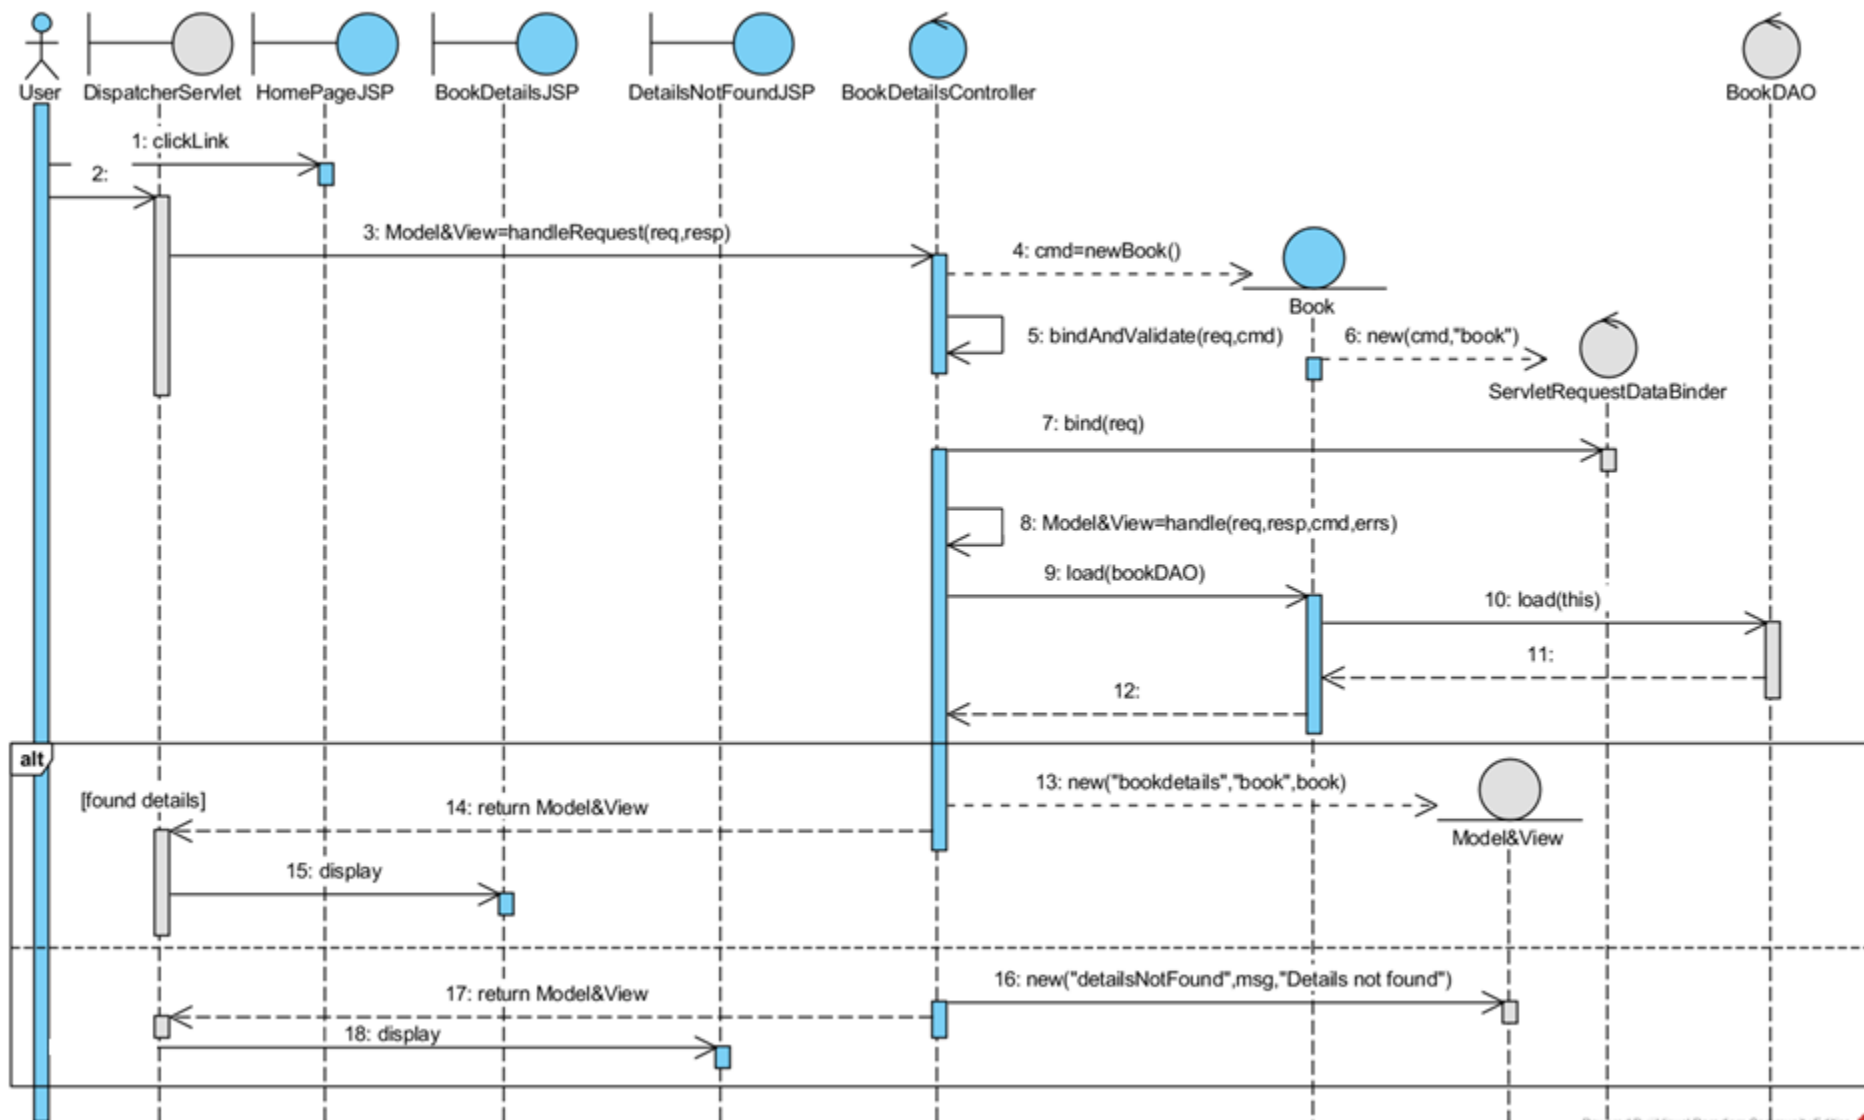 User
DispatcherServlet
HomePageJSP
BookDetailsJSP
DetailsNotFoundJSP
BookDetailsController
BookDAO
1: clickLink
2:
3: Model&View=handleRequest(req,resp)
4: cmd=newBook()
Book
5: bindAndValidate(req,cmd)
6: new(cmd,"book")
ServletRequestDataBinder
7: bind(req)
8: Model&View=handle(req,resp,cmd,errs)
9: load(bookDAO)
10: load(this)
11:
12:
alt
[found details]
13: new("bookdetails","book",book)
14: return Model&View
Model&View
15: display
16: new("detailsNotFound",msg,"Details not found")
17: return Model&View
18: display